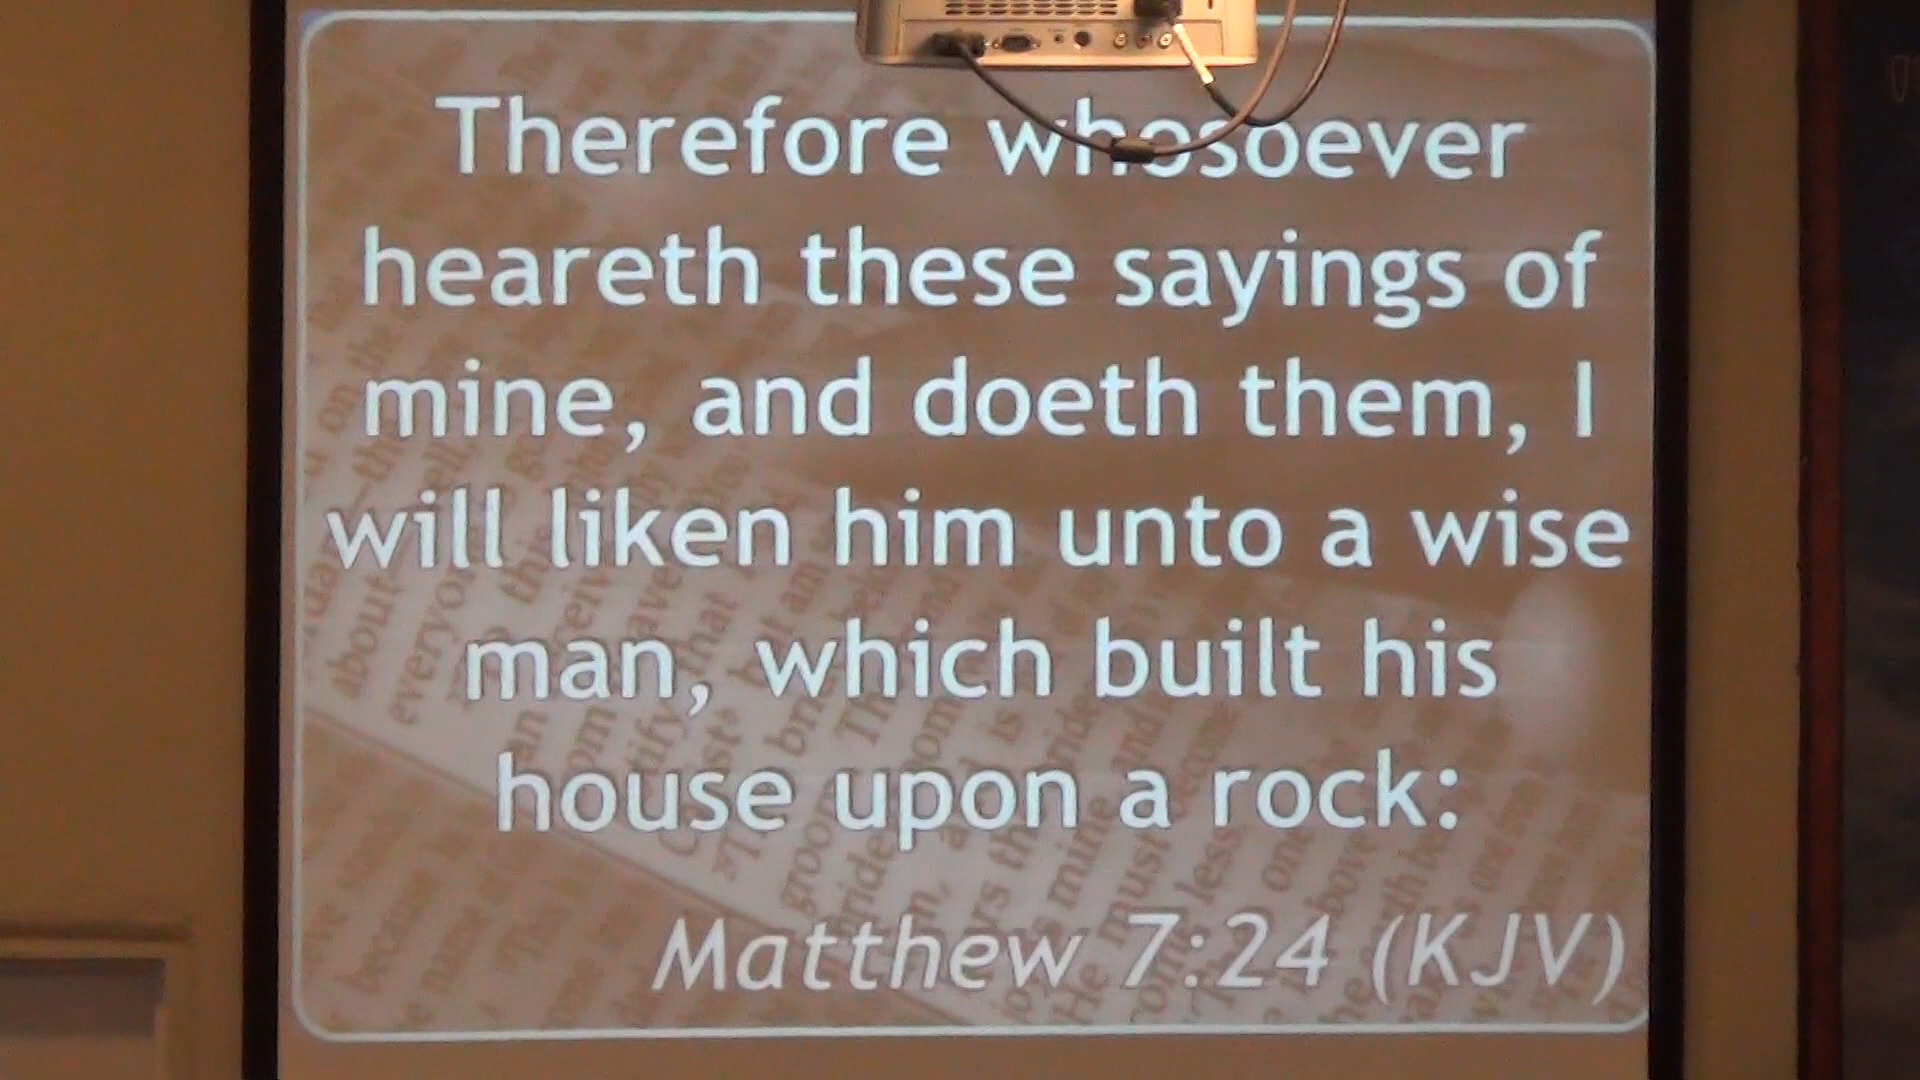 Therefore whosoever
heareth these sayings of
mine, and doeth them, I
will liken him unto a wise
man, which built his
house upon a rock:
Matthew 7:24 (KJV)